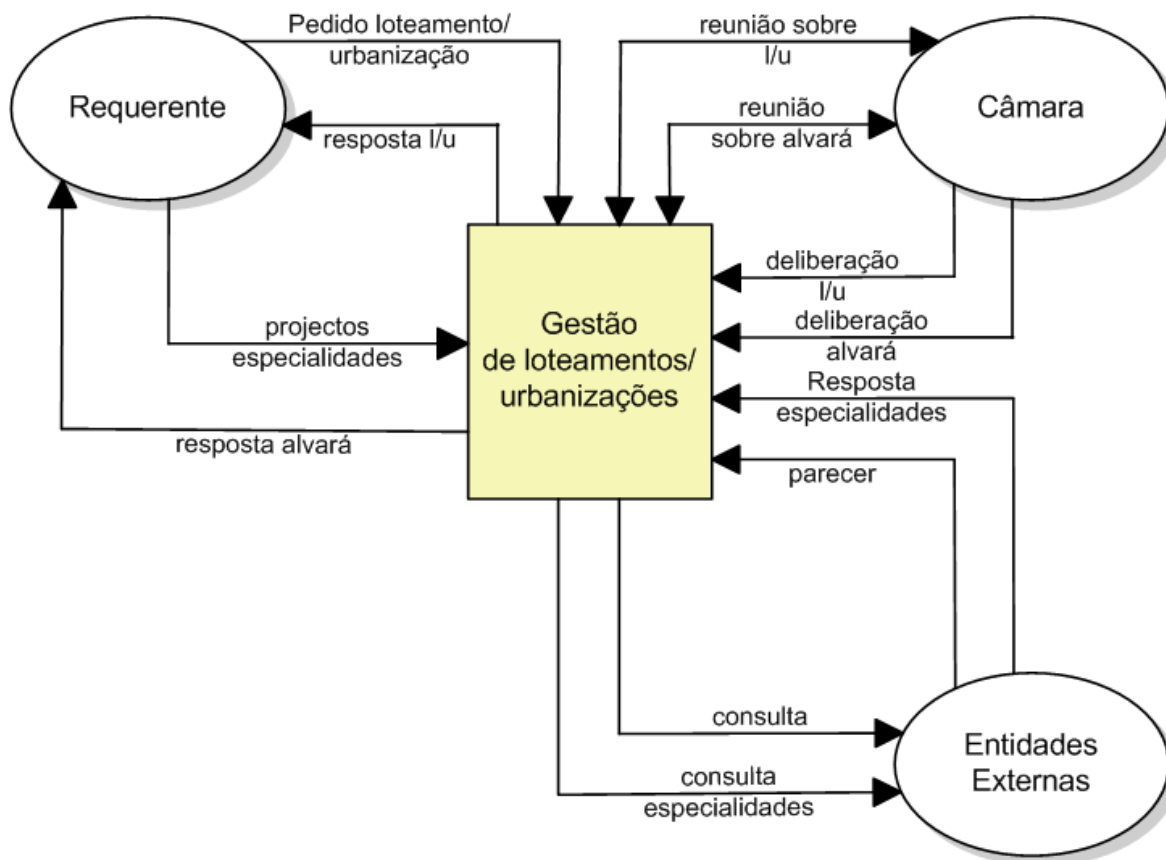 Pedido loteamento/
urbanização
Requerente
resposta l/u
reunião sobre
l/u
reunião
sobre alvará
Câmara
projectos
especialidades
resposta alvará
Gestão
de loteamentos/
urbanizações
deliberação
l/u
deliberação
alvará
Resposta
especialidades
parecer
consulta
consulta
especialidades
Entidades
Externas